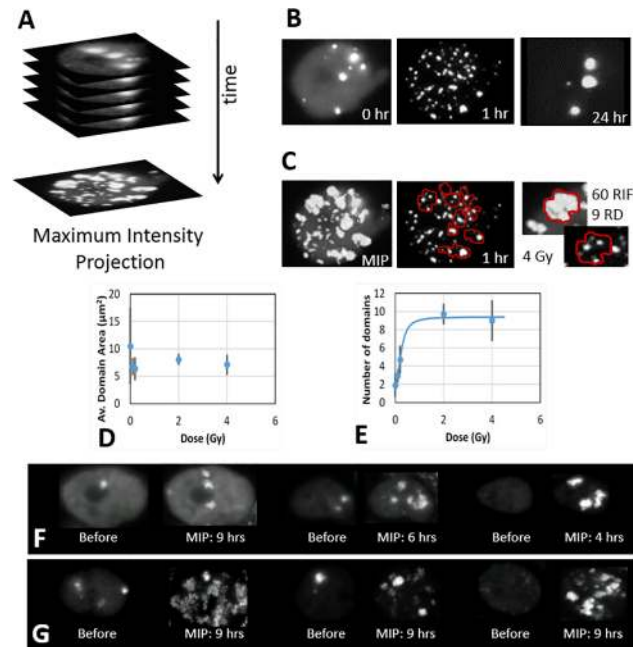 A
time
Maximum Intensity
Projection
B
0 hr
1 hr
24 hr
C
MIP
1 hr
4 Gy
60 RIF
9 RD
Av. Domain Area (µm²)
20
15
10
5
0
0
2
4
6
D
Dose (Gy)
Number of domains
12
10
8
6
4
2
0
0
2
4
6
E
Dose (Gy)
F
Before
MIP: 9 hrs
Before
MIP: 6 hrs
Before
MIP: 4 hrs
G
Before
MIP: 9 hrs
Before
MIP: 9 hrs
Before
MIP: 9 hrs